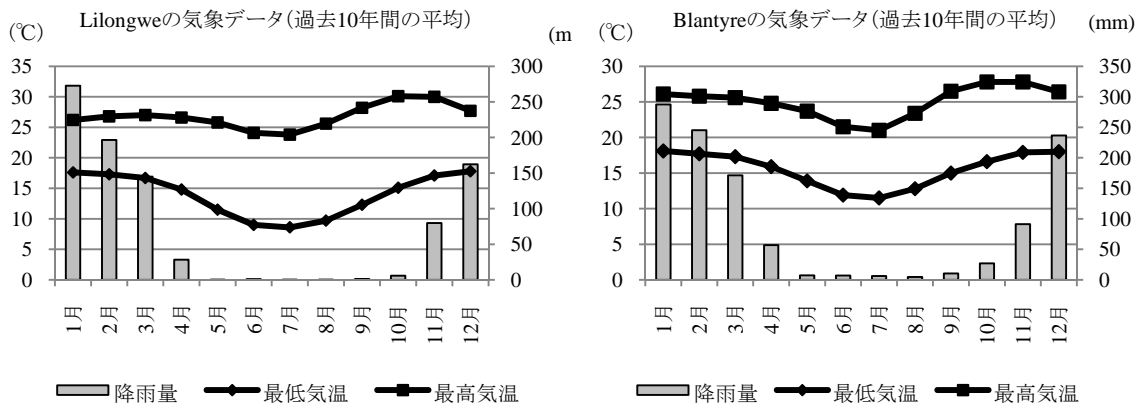 Lilongweの気象データ(過去10年間の平均)
(℃)
(m
35
30
25
20
15
10
5
0
300
250
200
150
100
50
0
1月
2月
3月
4月
5月
6月
7月
8月
9月
10月
11月
12月
降雨量 最低気温 最高気温
Blantyreの気象データ(過去10年間の平均)
(℃)
(mm)
30
25
20
15
10
5
0
350
300
250
200
150
100
50
0
1月
2月
3月
4月
5月
6月
7月
8月
9月
10月
11月
12月
降雨量 最低気温 最高気温